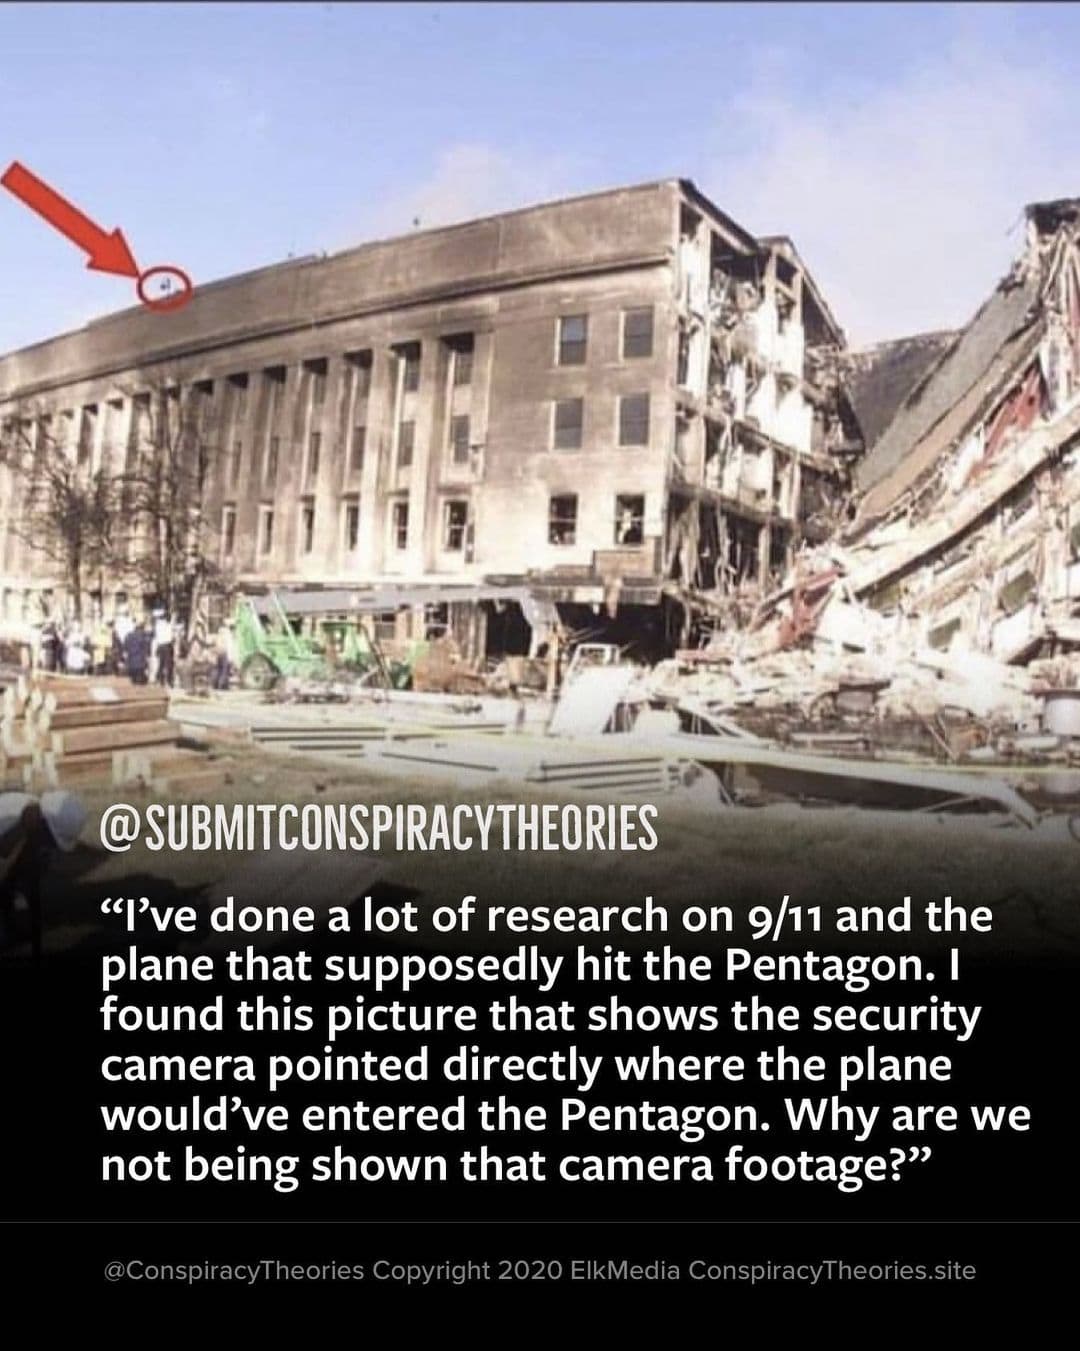 @SUBMITCONSPIRACYTHEORIES
“I’ve done a lot of research on 9/11 and the
plane that supposedly hit the Pentagon. I
found this picture that shows the security
camera pointed directly where the plane
would’ve entered the Pentagon. Why are we
not being shown that camera footage?”
@ConspiracyTheories Copyright 2020 ElkMedia ConspiracyTheories.site